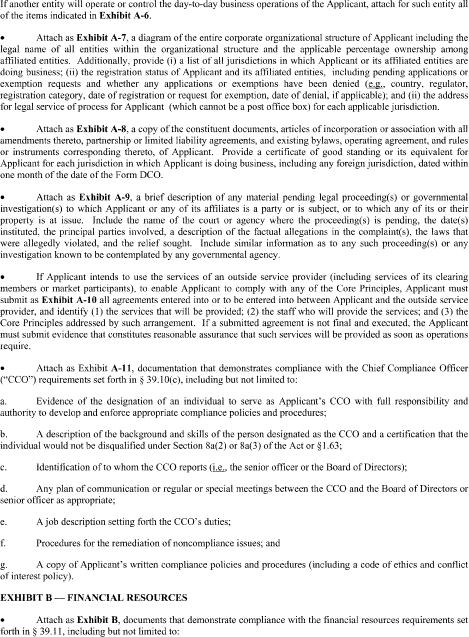 If another entity will operate or control the day-to-day business operations of the Applicant, attach for such entity all
of the items indicated in Exhibit A-6.
• Attach as Exhibit A-7, a diagram of the entire corporate organizational structure of Applicant including the
legal name of all entities within the organizational structure and the applicable percentage ownership among
affiliated entities. Additionally, provide (i) a list of all jurisdictions in which Applicant or its affiliated entities are
doing business; (ii) the registration status of Applicant and its affiliated entities, including pending applications or
exemption requests and whether any applications or exemptions have been denied (e.g., country, regulator,
registration category, date of registration or request for exemption, date of denial, if applicable); and (ii) the address
for legal service of process for Applicant (which cannot be a post office box) for each applicable jurisdiction.
• Attach as Exhibit A-8, a copy of the constituent documents, articles of incorporation or association with all
amendments thereto, partnership or limited liability agreements, and existing bylaws, operating agreement, and rules
or instruments corresponding thereto, of Applicant. Provide a certificate of good standing or its equivalent for
Applicant for each jurisdiction in which Applicant is doing business, including any foreign jurisdiction, dated within
one month of the date of the Form DCO.
• Attach as Exhibit A-9, a brief description of any material pending legal proceeding(s) or governmental
investigation(s) to which Applicant or any of its affiliates is a party or is subject, or to which any of its or their
property is at issue. Include the name of the court or agency where the proceeding(s) is pending, the date(s)
instituted, the principal parties involved, a description of the factual allegations in the complaint(s), the laws that
were allegedly violated, and the relief sought. Include similar information as to any such proceeding(s) or any
investigation known to be contemplated by any governmental agency.
• If Applicant intends to use the services of an outside service provider (including services of its clearing
members or market participants), to enable Applicant to comply with any of the Core Principles, Applicant must
submit as Exhibit A-10 all agreements entered into or to be entered into between Applicant and the outside service
provider, and identify (1) the services that will be provided; (2) the staff who will provide the services; and (3) the
Core Principles addressed by such arrangement. If a submitted agreement is not final and executed, the Applicant
must submit evidence that constitutes reasonable assurance that such services will be provided as soon as operations
require.
• Attach as Exhibit A-11, documentation that demonstrates compliance with the Chief Compliance Officer
(“CCO”) requirements set forth in § 39.10(c), including but not limited to:
a. Evidence of the designation of an individual to serve as Applicant’s CCO with full responsibility and
authority to develop and enforce appropriate compliance policies and procedures;
b. A description of the background and skills of the person designated as the CCO and a certification that the
individual would not be disqualified under Section 8a(2) or 8a(3) of the Act or §1.63;
c. Identification of to whom the CCO reports (i.e., the senior officer or the Board of Directors);
d. Any plan of communication or regular or special meetings between the CCO and the Board of Directors or
senior officer as appropriate;
e. A job description setting forth the CCO’s duties;
f. Procedures for the remediation of noncompliance issues; and
g. A copy of Applicant’s written compliance policies and procedures (including a code of ethics and conflict
of interest policy).
EXHIBIT B — FINANCIAL RESOURCES
• Attach as Exhibit B, documents that demonstrate compliance with the financial resources requirements set
forth in § 39.11, including but not limited to: